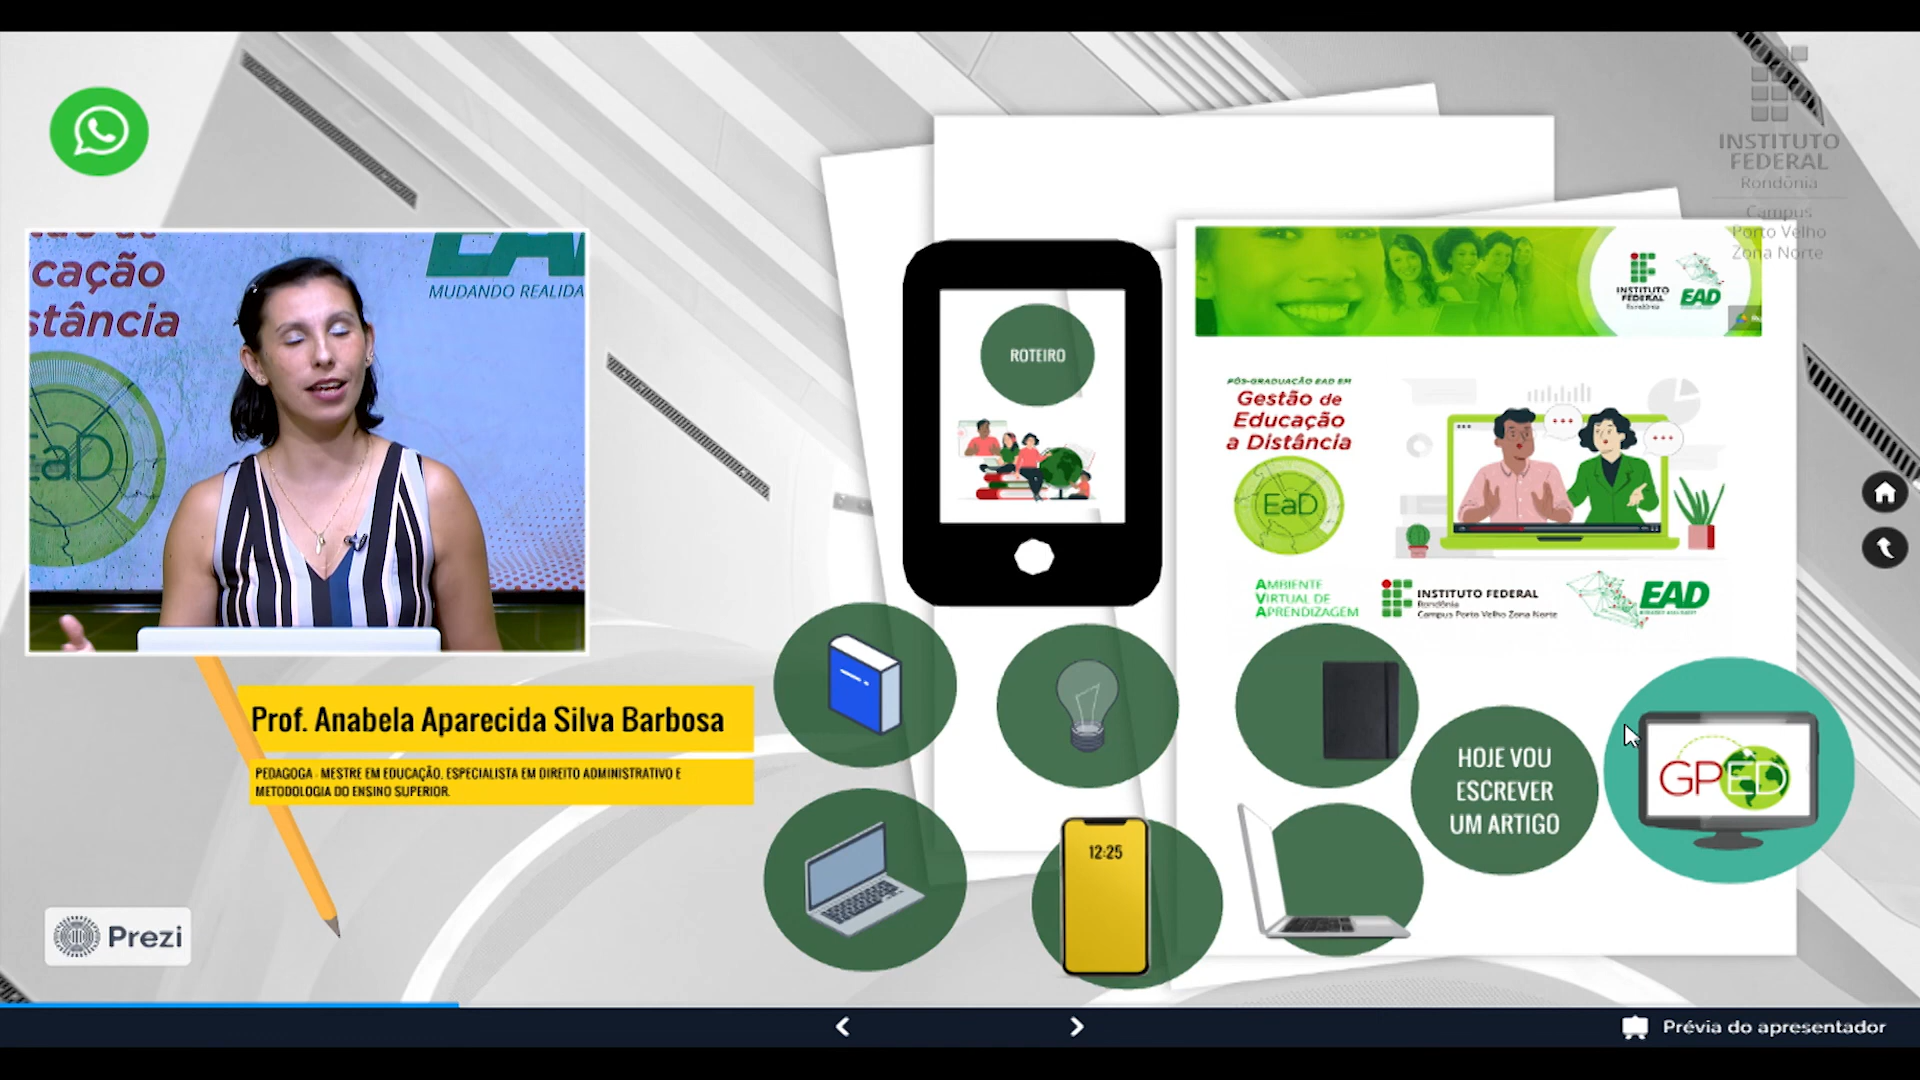 cação
stância
MUDANDO REALIDA
EaD
Prof. Anabela Aparecida Silva Barbosa
PEDAGOGA - MESTRE EM EDUCAÇÃO, ESPECIALISTA EM DIREITO ADMINISTRATIVO E
METODOLOGIA DO ENSINO SUPERIOR.
Prezi
ROTEIRO
INSTITUTO
FEDERAL
Rondônia
Campus
Porto Velho
Zona Norte
INSTITUTO
FEDERAL
Rondônia
EAD
PÓS-GRADUAÇÃO EAD EM
Gestão de
Educação
a Distância
EaD
AMBIENTE
VIRTUAL DE
APRENDIZAGEM
INSTITUTO FEDERAL
Rondônia
Campus Porto Velho Zona Norte
EAD
12:25
HOJE VOU
ESCREVER
UM ARTIGO
GPED
Prévia do apresentador